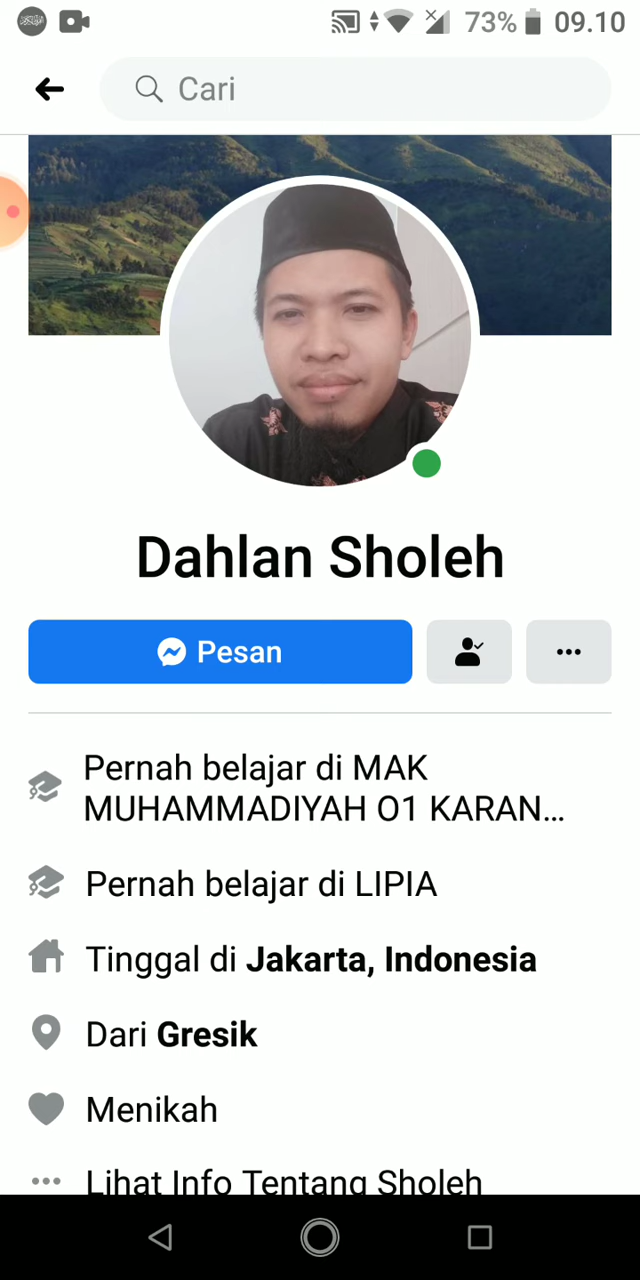 73% 09.10
Cari
Dahlan Sholeh
Pesan
Pernah belajar di MAK
MUHAMMADIYAH O1 KARAN...
Pernah belajar di LIPIA
Tinggal di Jakarta, Indonesia
Dari Gresik
Menikah
Lihat Info Tentang Sholeh